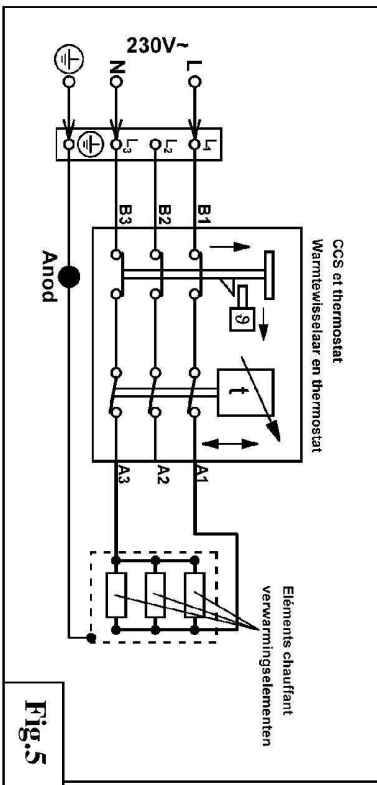 230V~
L
N
L1
L2
L3
B1
B2
B3
Anod
CCS et thermostat
Warmtewisselaar en thermostat
ϑ
t
A1
A2
A3
Eléments chauffant
verwarmingselementen
Fig.5